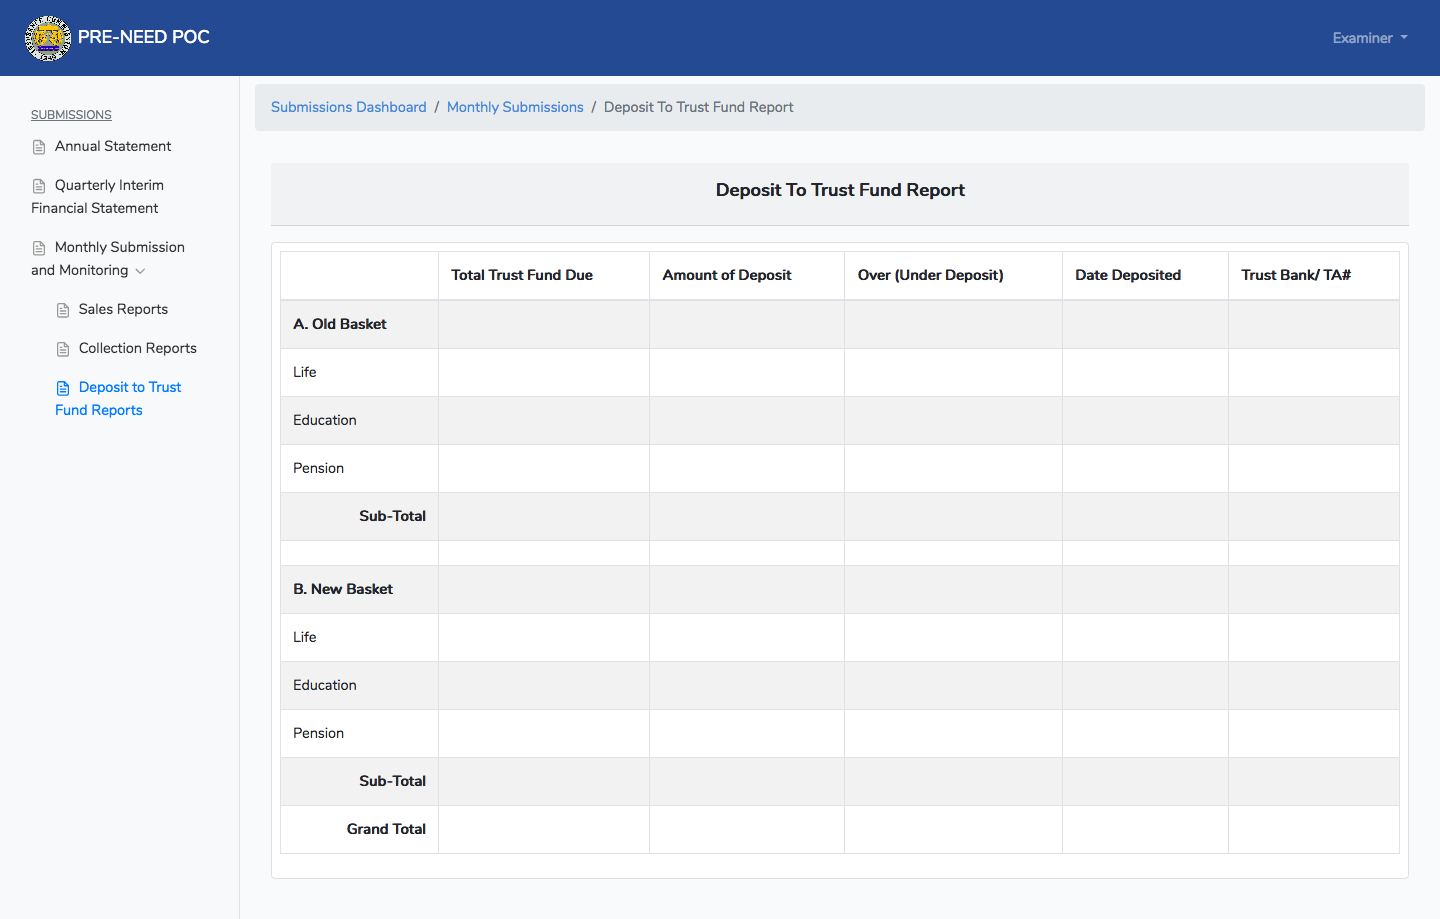 PRE-NEED POC
Examiner
SUBMISSIONS
Annual Statement
Quarterly Interim
Financial Statement
Monthly Submission
and Monitoring
Sales Reports
Collection Reports
Deposit to Trust
Fund Reports
Submissions Dashboard / Monthly Submissions / Deposit To Trust Fund Report
Deposit To Trust Fund Report
Total Trust Fund Due Amount of Deposit Over (Under Deposit) Date Deposited Trust Bank/ TA#
A. Old Basket
Life
Education
Pension
Sub-Total
B. New Basket
Life
Education
Pension
Sub-Total
Grand Total